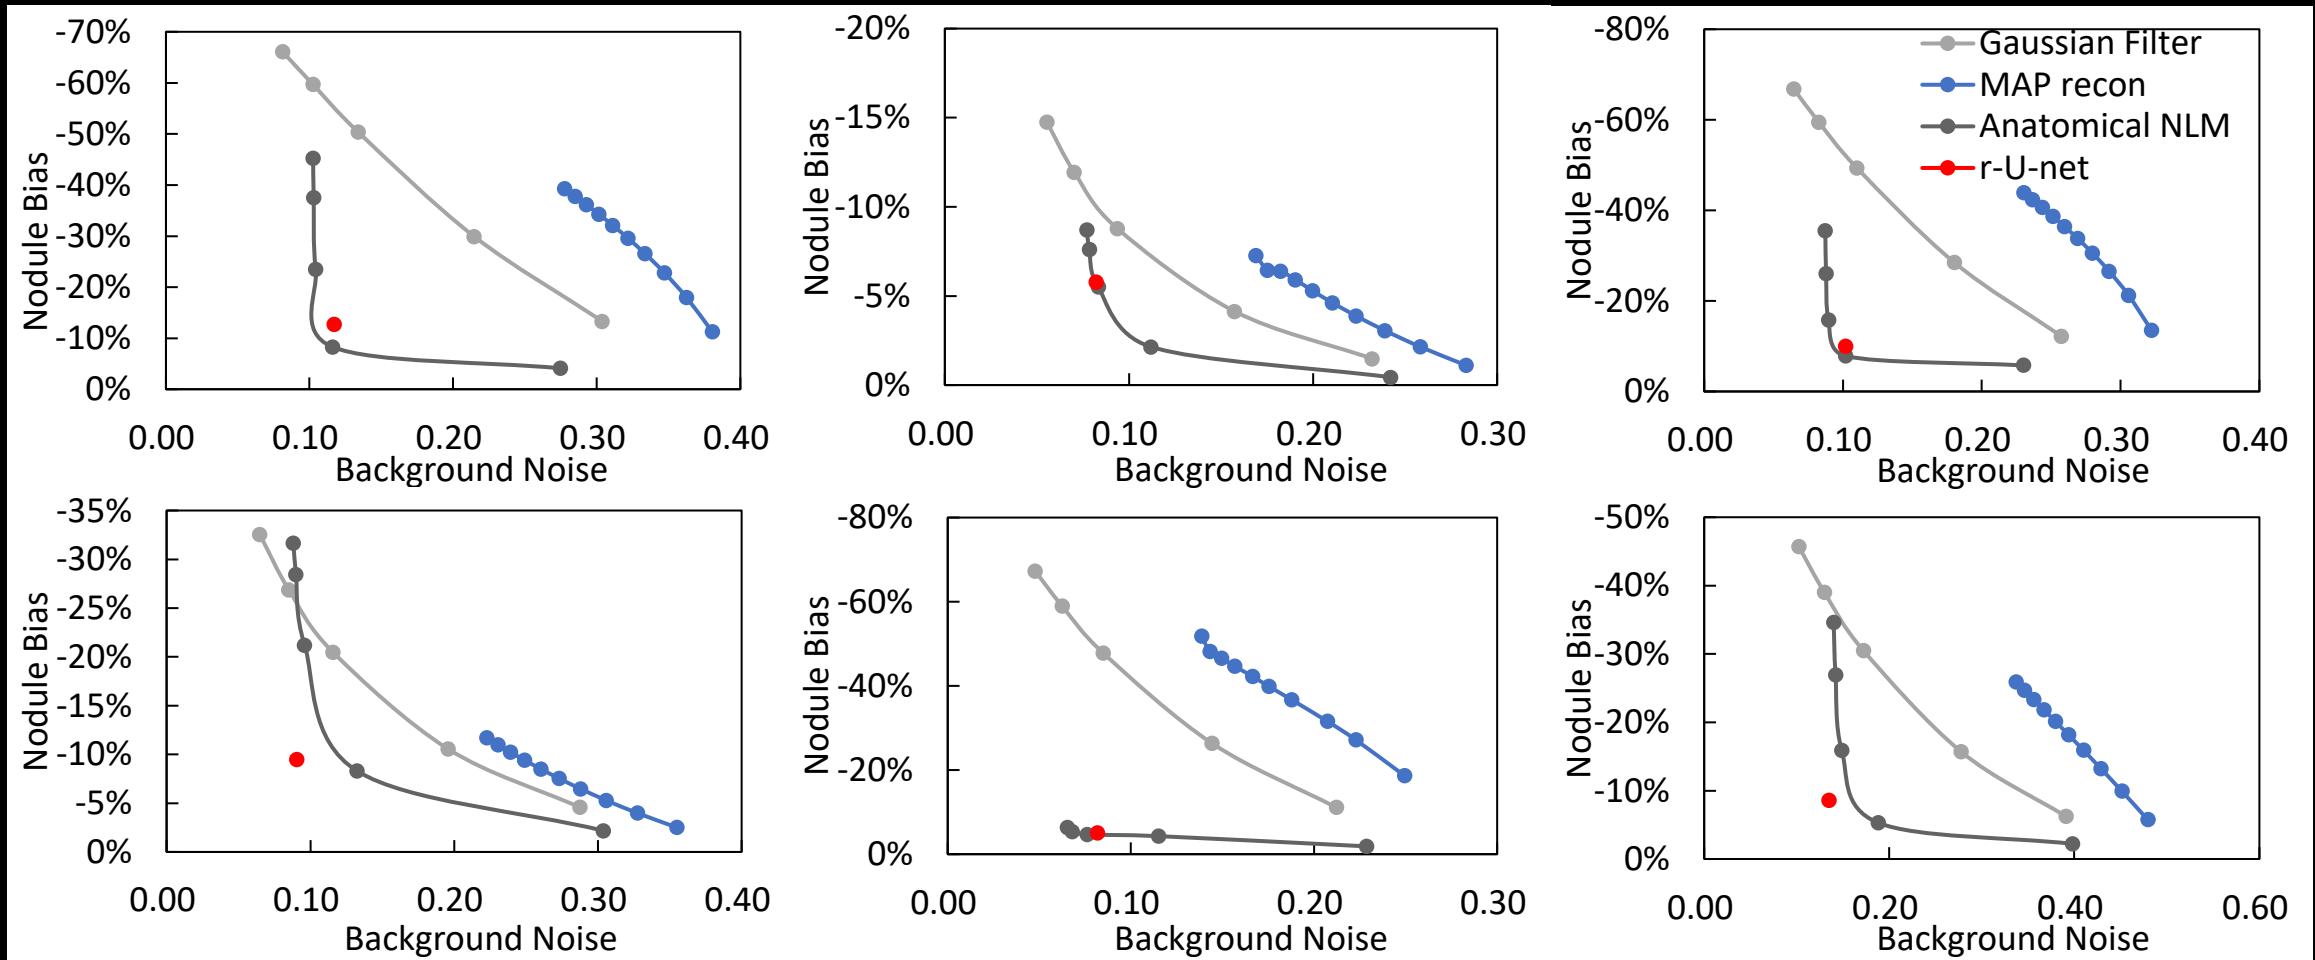 -70%
-60%
-50%
-40%
-30%
-20%
-10%
0%
Nodule Bias
0.00 0.10 0.20 0.30 0.40
Background Noise
-20%
-15%
-10%
-5%
0%
Nodule Bias
0.00 0.10 0.20 0.30
Background Noise
-80%
-60%
-40%
-20%
0%
Nodule Bias
Gaussian Filter
MAP recon
Anatomical NLM
r-U-net
0.00 0.10 0.20 0.30 0.40
Background Noise
-35%
-30%
-25%
-20%
-15%
-10%
-5%
0%
Nodule Bias
0.00 0.10 0.20 0.30 0.40
Background Noise
-80%
-60%
-40%
-20%
0%
Nodule Bias
0.00 0.10 0.20 0.30
Background Noise
-50%
-40%
-30%
-20%
-10%
0%
Nodule Bias
0.00 0.20 0.40 0.60
Background Noise